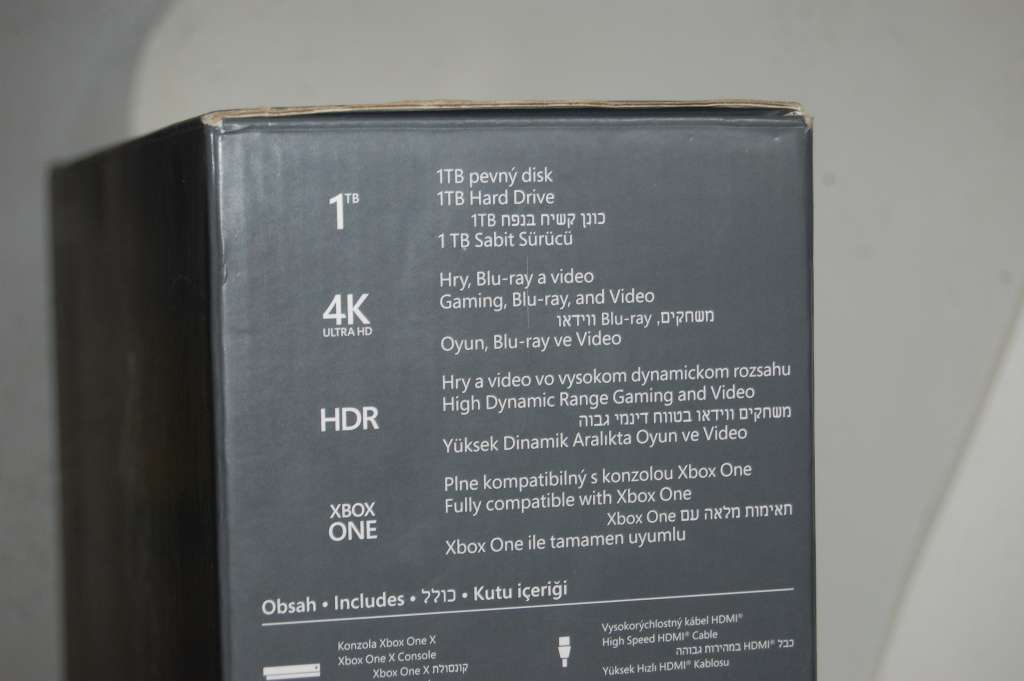 1TB
1TB pevný disk
1TB Hard Drive
כונן קשיח בנפח 1TB
1 TB Sabit Sürücü
4K
ULTRA HD
Hry, Blu-ray a video
Gaming, Blu-ray, and Video
משחקים, Blu-ray ווידאו
Oyun, Blu-ray ve Video
HDR
Hry a video vo vysokom dynamickom rozsahu
High Dynamic Range Gaming and Video
משחקים ווידאו בטווח דינמי גבוה
Yüksek Dinamik Aralıkta Oyun ve Video
XBOX
ONE
Plne kompatibilný s konzolou Xbox One
Fully compatible with Xbox One
תאימות מלאה עם Xbox One
Xbox One ile tamamen uyumlu
Obsah • Includes • כולל • Kutu içeriği
Konzola Xbox One X
Xbox One X Console
קונסולת Xbox One X
Vysokorýchlostný kábel HDMI®
High Speed HDMI® Cable
כבל HDMI® במהירות גבוהה
Yüksek Hızlı HDMI® Kablosu